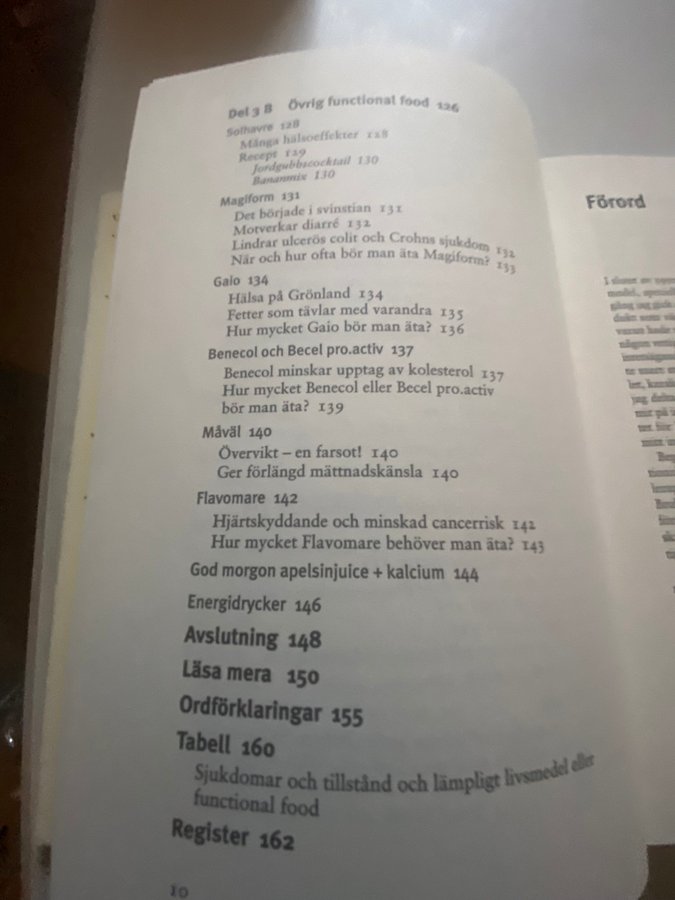 Del 3 B Övrig functional food 126
Solhavre 128
Många hälsoeffekter 128
Recept 129
Jordgubbscocktail 130
Bananmix 130
Magiform 131
Det började i svinstian 131
Motverkar diarré 132
Lindrar ulcerös colit och Crohns sjukdom 132
När och hur ofta bör man äta Magiform? 133
Gaio 134
Hälsa på Grönland 134
Fetter som tävlar med varandra 135
Hur mycket Gaio bör man äta? 136
Benecol och Becel pro.activ 137
Benecol minskar upptag av kolesterol 137
Hur mycket Benecol eller Becel pro.activ
bör man äta? 139
Måväl 140
Övervikt – en farsot! 140
Ger förlängd mättnadskänsla 140
Flavomare 142
Hjärtskyddande och minskad cancerrisk 142
Hur mycket Flavomare behöver man äta? 143
God morgon apelsinjuice + kalcium 144
Energidrycker 146
Avslutning 148
Läsa mera 150
Ordförklaringar 155
Tabell 160
Sjukdomar och tillstånd och lämpligt livsmedel eller
functional food
Register 162
10
Förord